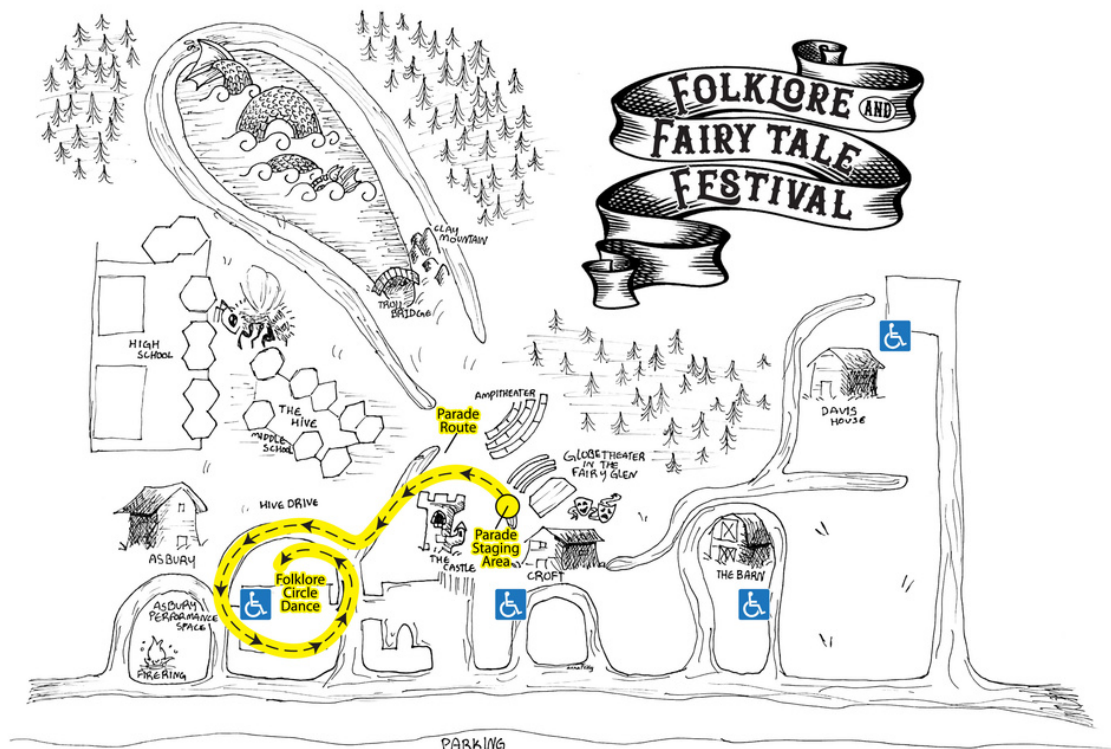 FOLKLORE AND
FAIRY TALE
FESTIVAL
CLAY
MOUNTAIN
TROLL
BRIDGE
HIGH
SCHOOL
THE
HIVE
MIDDLE
SCHOOL
AMPITHEATER
Parade
Route
GLOBE THEATER
IN THE
FAIRY GLEN
DAVIS
HOUSE
HIVE DRIVE
Parade
Staging
Area
ASBURY
THE
CASTLE
CROFT
THE BARN
Folklore
Circle
Dance
ASBURY
PERFORMANCE
SPACE
FIRERING
PARKING